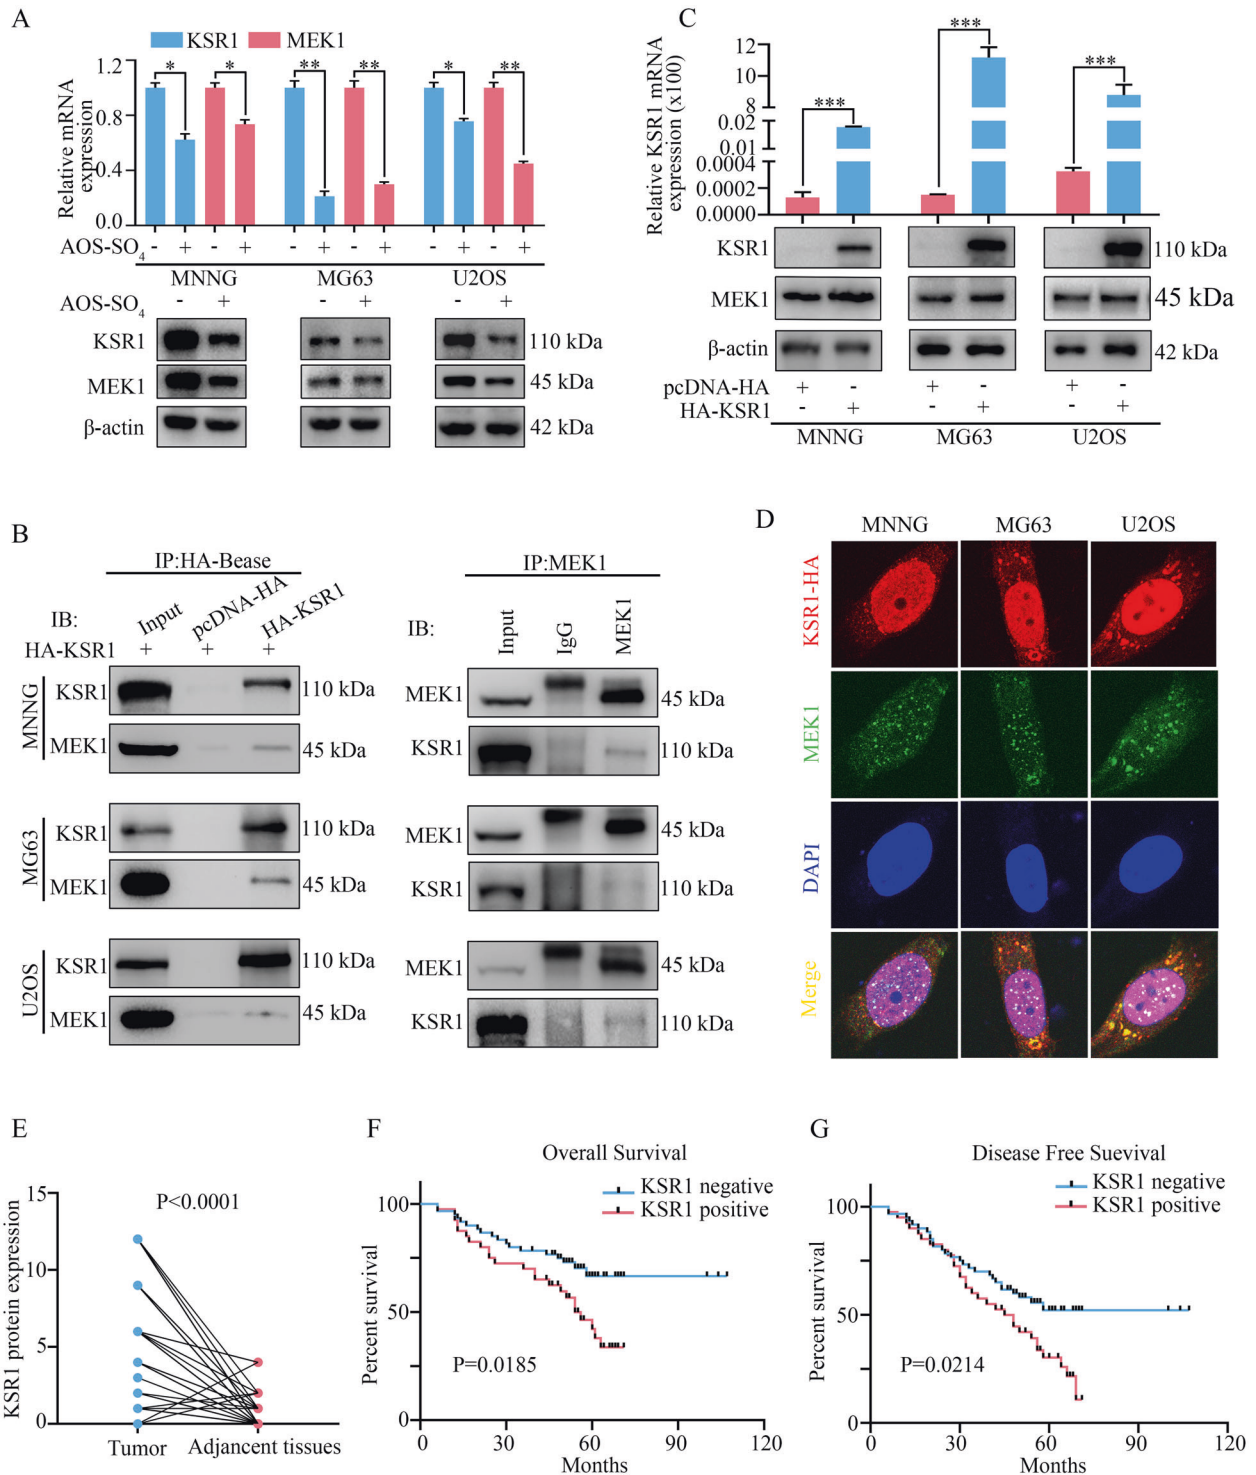 A
KSR1 MEK1
Relative mRNA
expression
1.2
0.8
0.4
0.0
* * ** ** * **
- + - + - + - + - + - +
AOS-SO4
MNNG MG63 U2OS
AOS-SO4 - + - + - +
KSR1 110 kDa
MEK1 45 kDa
β-actin 42 kDa
C
Relative KSR1 mRNA
expression (x100)
12
10
8
0.02
0.01
0.0004
0.0002
0.0000
*** *** ***
KSR1 110 kDa
MEK1 45 kDa
β-actin 42 kDa
pcDNA-HA + - + - + -
HA-KSR1 - + - + - +
MNNG MG63 U2OS
B
IP:HA-Bease
IB: Input pcDNA-HA HA-KSR1
HA-KSR1 + + +
MNNG
KSR1 110 kDa
MEK1 45 kDa
MG63
KSR1 110 kDa
MEK1 45 kDa
U2OS
KSR1 110 kDa
MEK1 45 kDa
IP:MEK1
IB: Input IgG MEK1
MEK1 45 kDa
KSR1 110 kDa
MEK1 45 kDa
KSR1 110 kDa
MEK1 45 kDa
KSR1 110 kDa
D
MNNG MG63 U2OS
KSR1-HA
MEK1
DAPI
Merge
E
KSR1 protein expression
15
10
5
0
P<0.0001
Tumor Adjancent tissues
F
Overall Survival
KSR1 negative
KSR1 positive
Percent survival
100
50
0
P=0.0185
0 30 60 90 120
Months
G
Disease Free Suevival
KSR1 negative
KSR1 positive
Percent survival
100
50
0
P=0.0214
0 30 60 90 120
Months